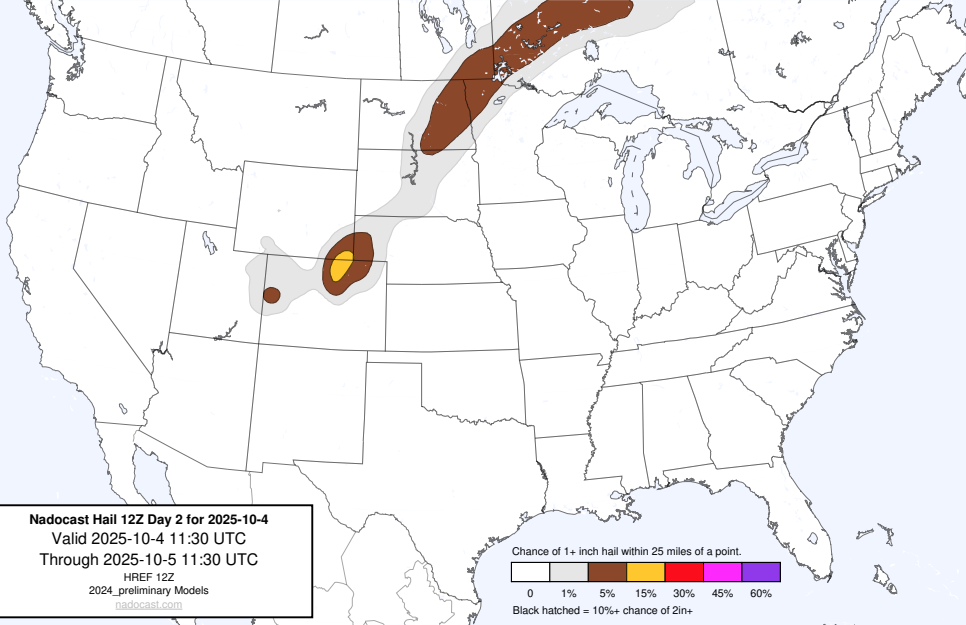 Nadocast Hail 12Z Day 2 for 2025-10-4
Valid 2025-10-4 11:30 UTC
Through 2025-10-5 11:30 UTC
HREF 12Z
2024_preliminary Models
nadocast.com
Chance of 1+ inch hail within 25 miles of a point.
0 1% 5% 15% 30% 45% 60%
Black hatched = 10%+ chance of 2in+